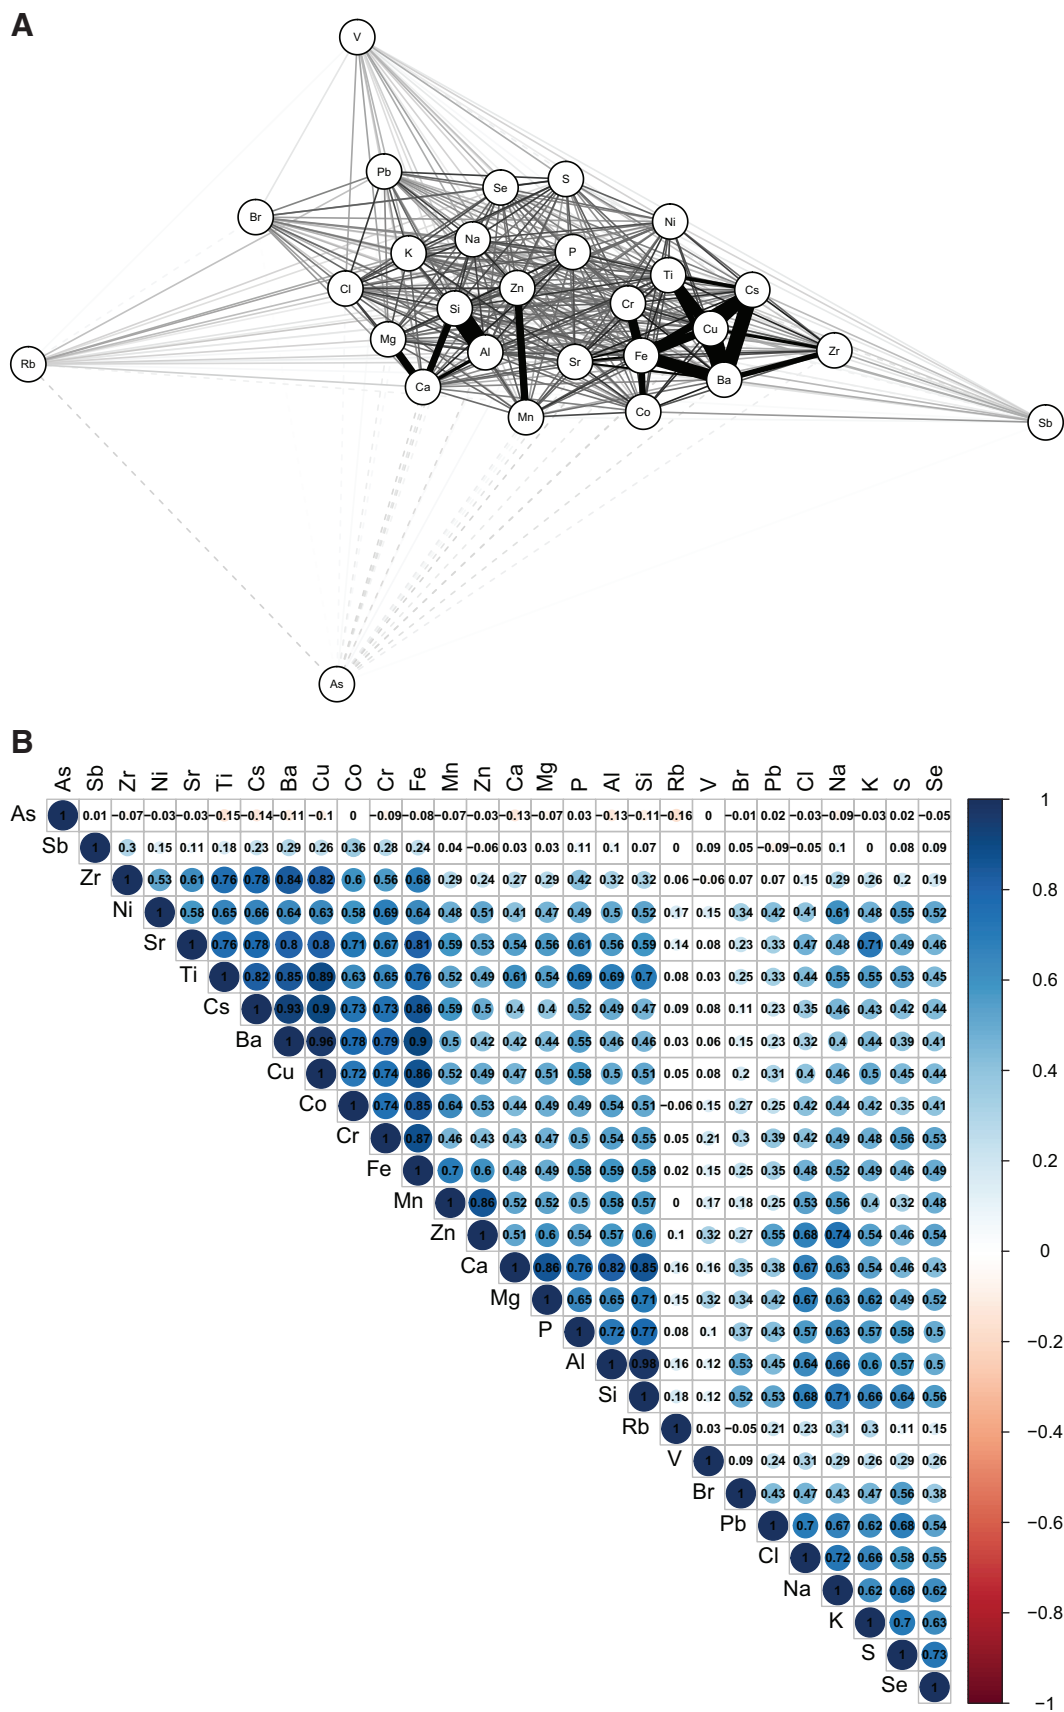 A
V
Pb
Se
S
Br
Ni
Na
K
P
Ti
Cl
Zn
Cs
Si
Cr
Cu
Mg
Al
Sr
Fe
Zr
Rb
Ca
Ba
Mn
Co
Sb
As
B
As Sb Zr Ni Sr Ti Cs Ba Cu Co Cr Fe Mn Zn Ca Mg P Al Si Rb V Br Pb Cl Na K S Se
As 1 0.01 −0.07 −0.03 −0.03 −0.15 −0.14 −0.11 −0.1 0 −0.09 −0.08 −0.07 −0.03 −0.13 −0.07 0.03 −0.13 −0.11 −0.16 0 −0.01 0.02 −0.03 −0.09 −0.03 0.02 −0.05
Sb 1 0.3 0.15 0.11 0.18 0.23 0.29 0.26 0.36 0.28 0.24 0.04 −0.06 0.03 0.03 0.11 0.1 0.07 0 0.09 0.05 −0.09 −0.05 0.1 0 0.08 0.09
Zr 1 0.53 0.61 0.76 0.78 0.84 0.82 0.6 0.56 0.68 0.29 0.24 0.27 0.29 0.42 0.32 0.32 0.06 −0.06 0.07 0.07 0.15 0.29 0.26 0.2 0.19
Ni 1 0.58 0.65 0.66 0.64 0.63 0.58 0.69 0.64 0.48 0.51 0.41 0.47 0.49 0.5 0.52 0.17 0.15 0.34 0.42 0.41 0.61 0.48 0.55 0.52
Sr 1 0.76 0.78 0.8 0.8 0.71 0.67 0.81 0.59 0.53 0.54 0.56 0.61 0.56 0.59 0.14 0.08 0.23 0.33 0.47 0.48 0.71 0.49 0.46
Ti 1 0.82 0.85 0.89 0.63 0.65 0.76 0.52 0.49 0.61 0.54 0.69 0.69 0.7 0.08 0.03 0.25 0.33 0.44 0.55 0.55 0.53 0.45
Cs 1 0.93 0.9 0.73 0.73 0.86 0.59 0.5 0.4 0.4 0.52 0.49 0.47 0.09 0.08 0.11 0.23 0.35 0.46 0.43 0.42 0.44
Ba 1 0.96 0.78 0.79 0.9 0.5 0.42 0.42 0.44 0.55 0.46 0.46 0.03 0.06 0.15 0.23 0.32 0.4 0.44 0.39 0.41
Cu 1 0.72 0.74 0.86 0.52 0.49 0.47 0.51 0.58 0.5 0.51 0.05 0.08 0.2 0.31 0.4 0.46 0.5 0.45 0.44
Co 1 0.74 0.85 0.64 0.53 0.44 0.49 0.49 0.54 0.51 −0.06 0.15 0.27 0.25 0.42 0.44 0.42 0.35 0.41
Cr 1 0.87 0.46 0.43 0.43 0.47 0.5 0.54 0.55 0.05 0.21 0.3 0.39 0.42 0.49 0.48 0.56 0.53
Fe 1 0.7 0.6 0.48 0.49 0.58 0.59 0.58 0.02 0.15 0.25 0.35 0.48 0.52 0.49 0.46 0.49
Mn 1 0.86 0.52 0.52 0.5 0.58 0.57 0 0.17 0.18 0.25 0.53 0.56 0.4 0.32 0.48
Zn 1 0.51 0.6 0.54 0.57 0.6 0.1 0.32 0.27 0.55 0.68 0.74 0.54 0.46 0.54
Ca 1 0.86 0.76 0.82 0.85 0.16 0.16 0.35 0.38 0.67 0.63 0.54 0.46 0.43
Mg 1 0.65 0.65 0.71 0.15 0.32 0.34 0.42 0.67 0.63 0.62 0.49 0.52
P 1 0.72 0.77 0.08 0.1 0.37 0.43 0.57 0.63 0.57 0.58 0.5
Al 1 0.98 0.16 0.12 0.53 0.45 0.64 0.66 0.6 0.57 0.5
Si 1 0.18 0.12 0.52 0.53 0.68 0.71 0.66 0.64 0.56
Rb 1 0.03 −0.05 0.21 0.23 0.31 0.3 0.11 0.15
V 1 0.09 0.24 0.31 0.29 0.26 0.29 0.26
Br 1 0.43 0.47 0.43 0.47 0.56 0.38
Pb 1 0.7 0.67 0.62 0.68 0.54
Cl 1 0.72 0.66 0.58 0.55
Na 1 0.62 0.68 0.62
K 1 0.7 0.63
S 1 0.73
Se 1
1
0.8
0.6
0.4
0.2
0
−0.2
−0.4
−0.6
−0.8
−1